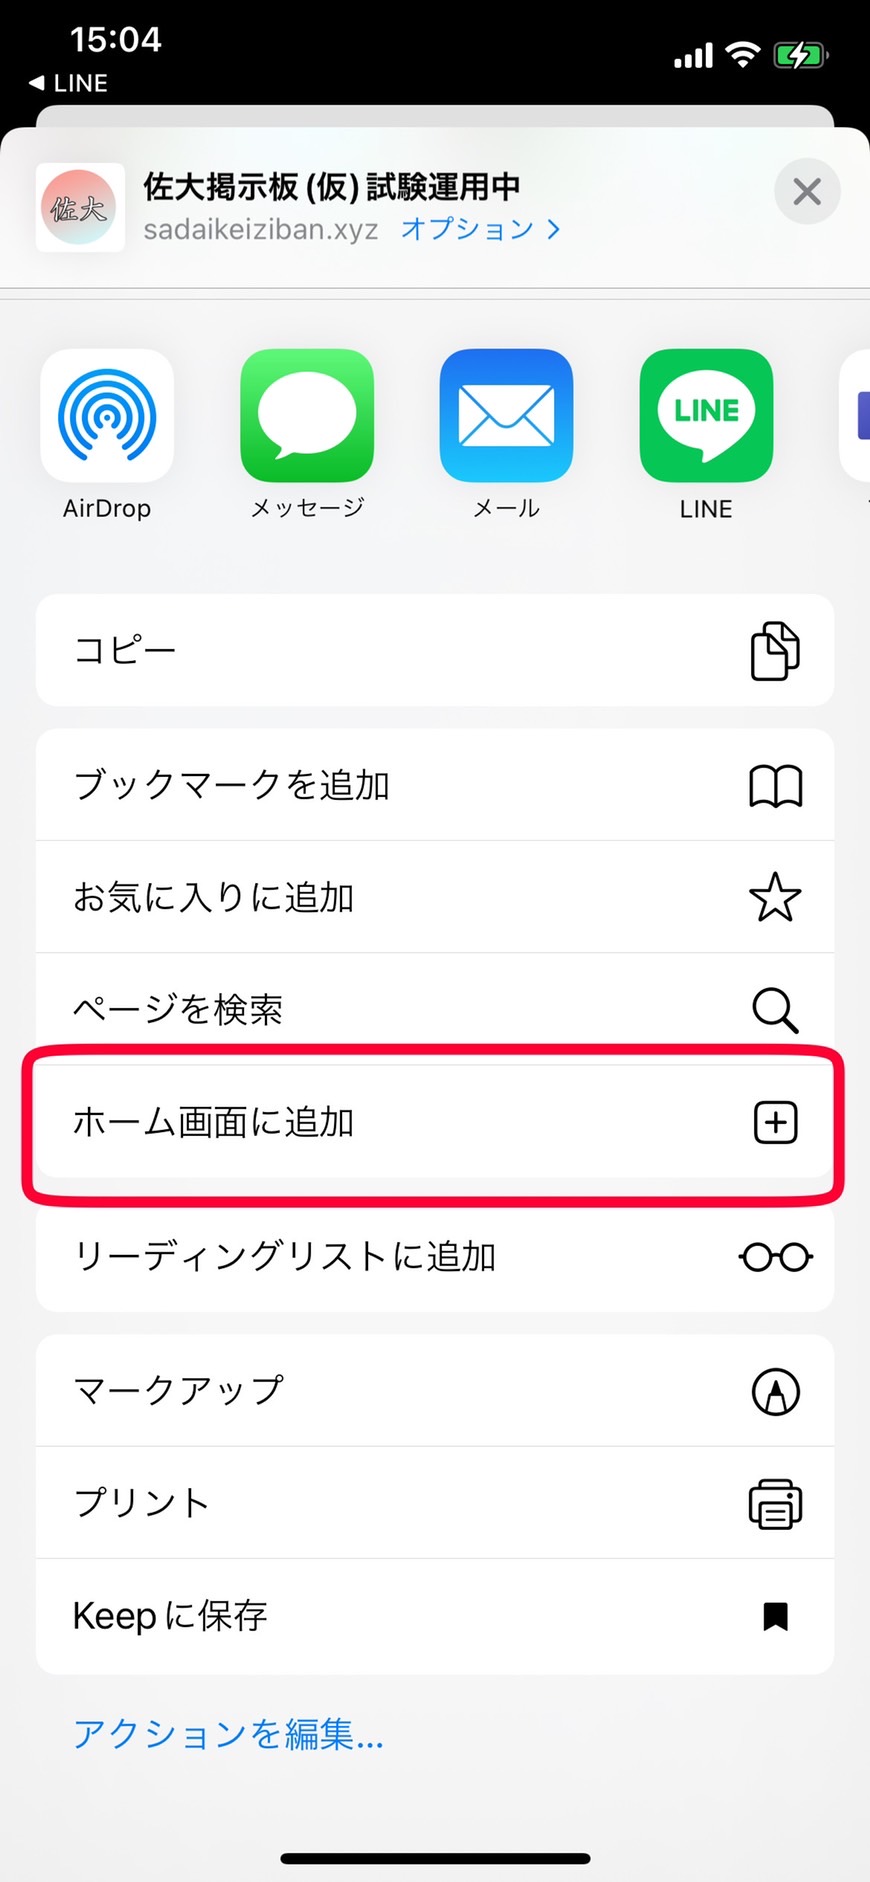 15:04
◀ LINE
佐大
佐大掲示板(仮)試験運用中
sadaikeiziban.xyz オプション >
LINE
AirDrop メッセージ メール LINE
コピー
ブックマークを追加
お気に入りに追加
ページを検索
ホーム画面に追加
リーディングリストに追加
マークアップ
プリント
Keepに保存
アクションを編集...